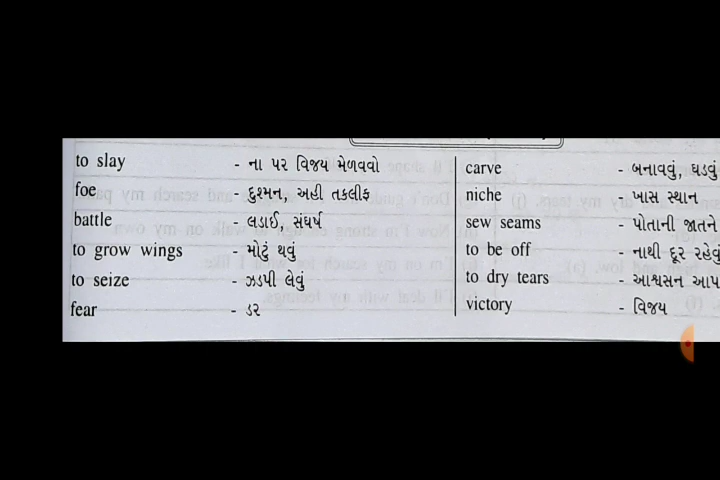 to slay - ના પર વિજય મેળવવો
foe - દુશ્મન, અહી તકલીફ
battle - લડાઈ, સંઘર્ષ
to grow wings - મોટું થવું
to seize - ઝડપી લેવું
fear - ડર
carve - બનાવવું, ઘડવું
niche - ખાસ સ્થાન
sew seams - પોતાની જાતને
to be off - નાથી દૂર રહેવું
to dry tears - આશ્વસન આપ
victory - વિજય